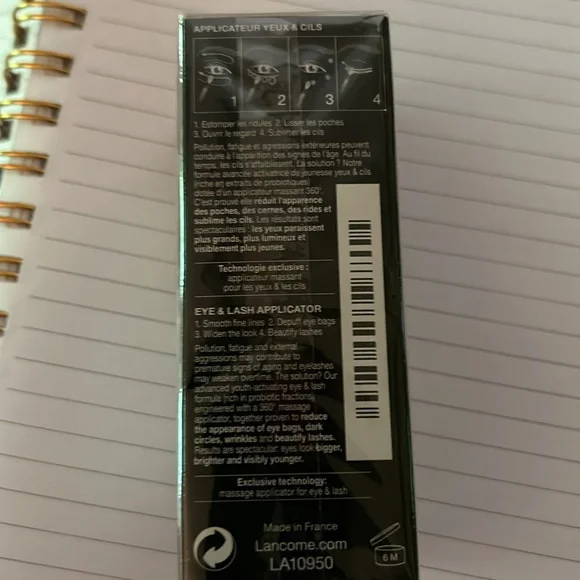 APPLICATEUR YEUX & CILS
1 2 3 4
1. Estomper les ridules 2. Lisser les poches
3. Ouvrir le regard 4. Sublimer les cils
Pollution, fatigue et agressions extérieures peuvent
conduire à l'apparition des signes de l'âge. Au fil du
temps, les cils s'affaiblissent. La solution ? Notre
formule avancée activatrice de jeunesse yeux & cils
(riche en extraits de probiotiques)
dotée d'un applicateur massant 360°.
C'est prouvé elle réduit l'apparence
des poches, des cernes, des rides et
sublime les cils. Les résultats sont
spectaculaires : les yeux paraissent
plus grands, plus lumineux et
visiblement plus jeunes.
Technologie exclusive :
applicateur massant
pour les yeux & les cils
EYE & LASH APPLICATOR
1. Smooth fine lines 2. Depuff eye bags
3. Widen the look 4. Beautify lashes
Pollution, fatigue and external
aggressions may contribute to
premature signs of aging and eyelashes
may weaken overtime. The solution? Our
advanced youth-activating eye & lash
formula (rich in probiotic fractions)
engineered with a 360° massage
applicator, together proven to reduce
the appearance of eye bags, dark
circles, wrinkles and beautify lashes.
Results are spectacular: eyes look bigger,
brighter and visibly younger.
Exclusive technology:
massage applicator for eye & lash
Made in France
Lancome.com
LA10950
6 M